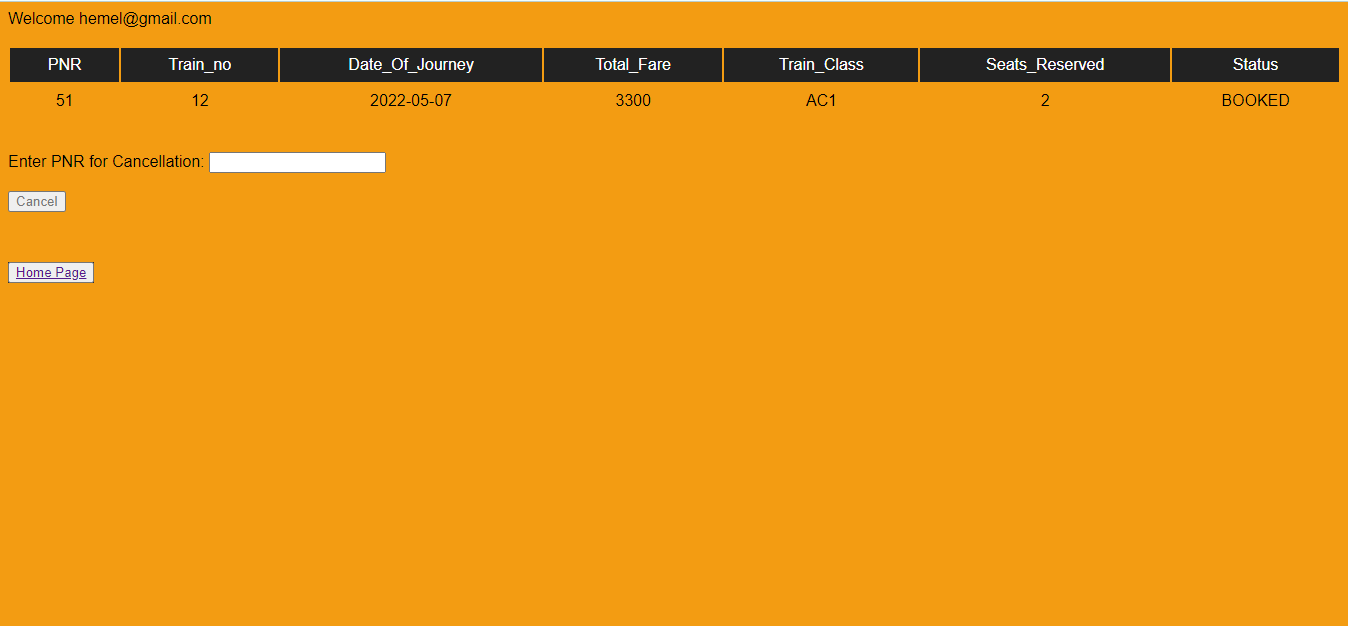 Welcome hemel@gmail.com
PNR Train_no Date_Of_Journey Total_Fare Train_Class Seats_Reserved Status
51 12 2022-05-07 3300 AC1 2 BOOKED
Enter PNR for Cancellation:
Cancel
Home Page